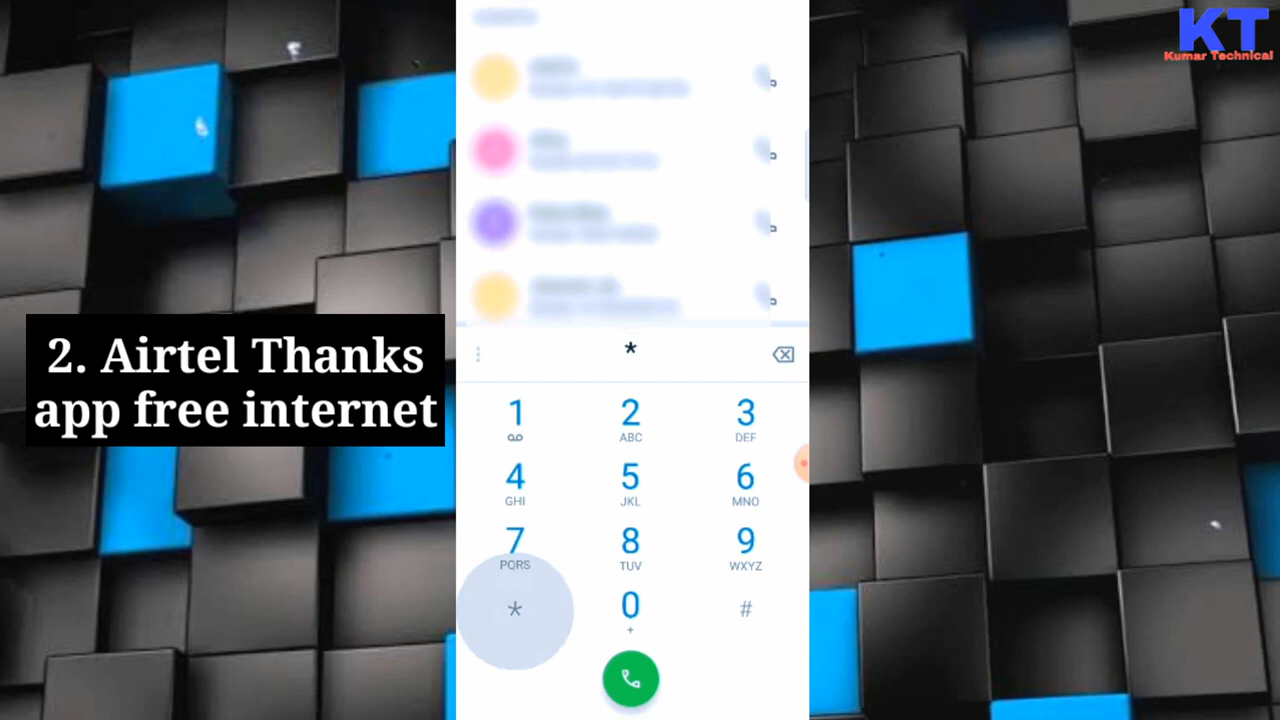 KT
Kumar Technical
2. Airtel Thanks
app free internet
*
1
2
ABC
3
DEF
4
GHI
5
JKL
6
MNO
7
PQRS
8
TUV
9
WXYZ
*
0
+
#